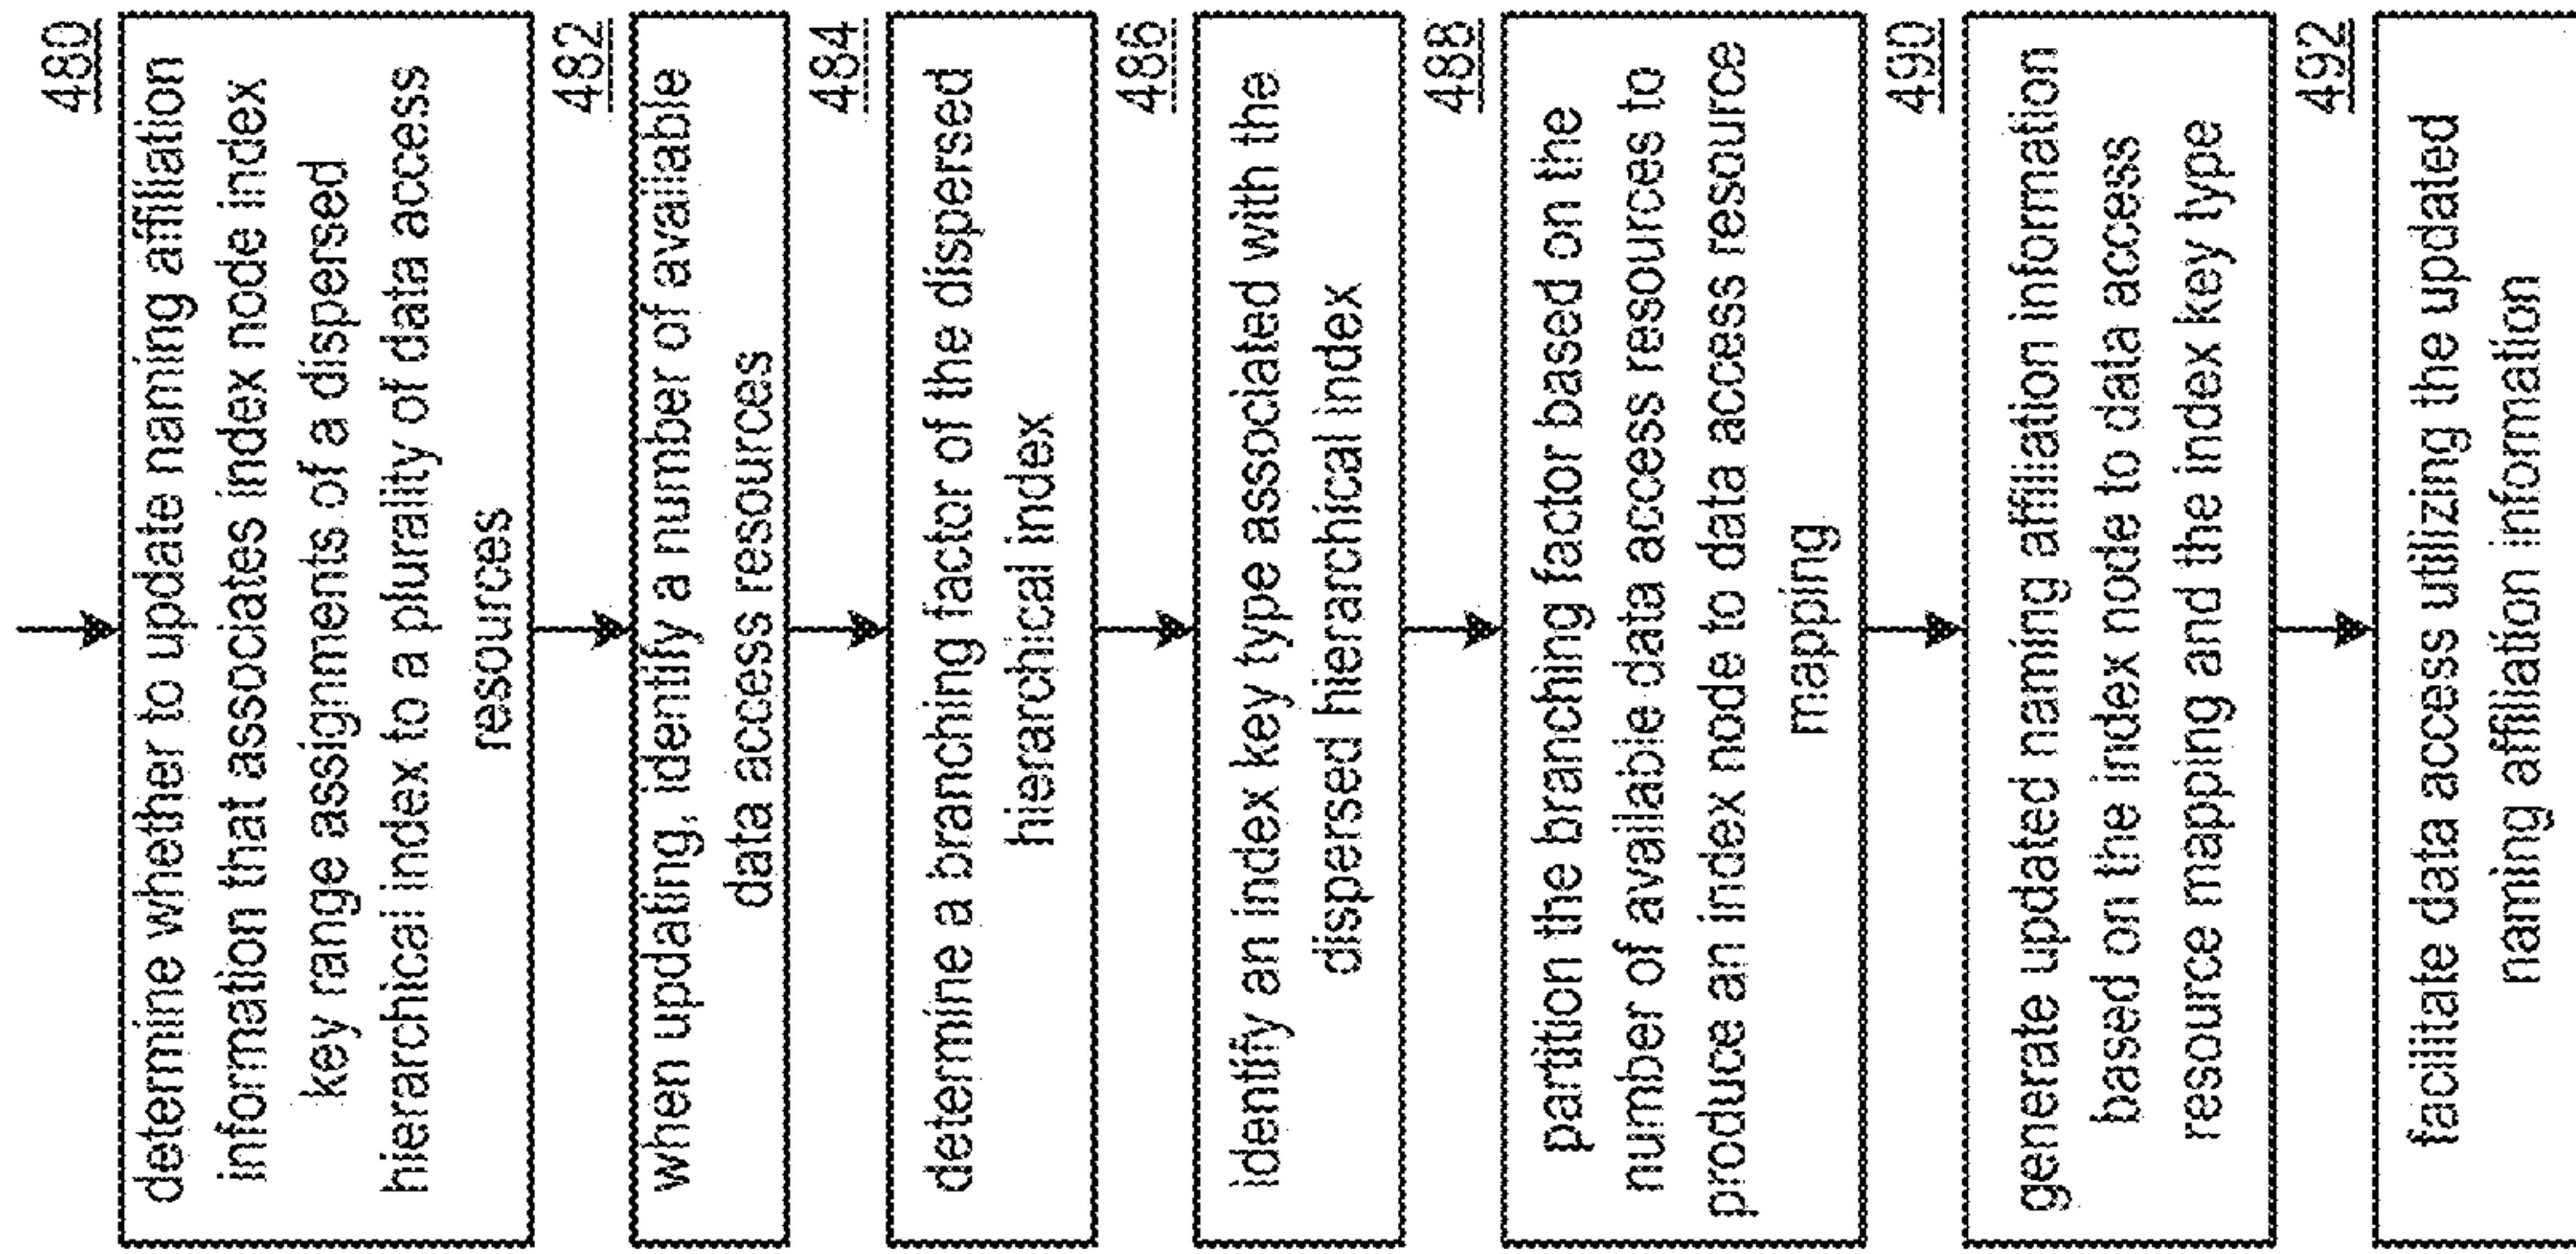 480
determine whether to update naming affiliation
information that associates index node index
key range assignments of a dispersed
hierarchical index to a plurality of data access
resources
482
when updating, identify a number of available
data access resources
484
determine a branching factor of the dispersed
hierarchical index
486
identify an index key type associated with the
dispersed hierarchical index
488
partition the branching factor based on the
number of available data access resources to
produce an index node to data access resource
mapping
490
generate updated naming affiliation information
based on the index node to data access
resource mapping and the index key type
492
facilitate data access utilizing the updated
naming affiliation information